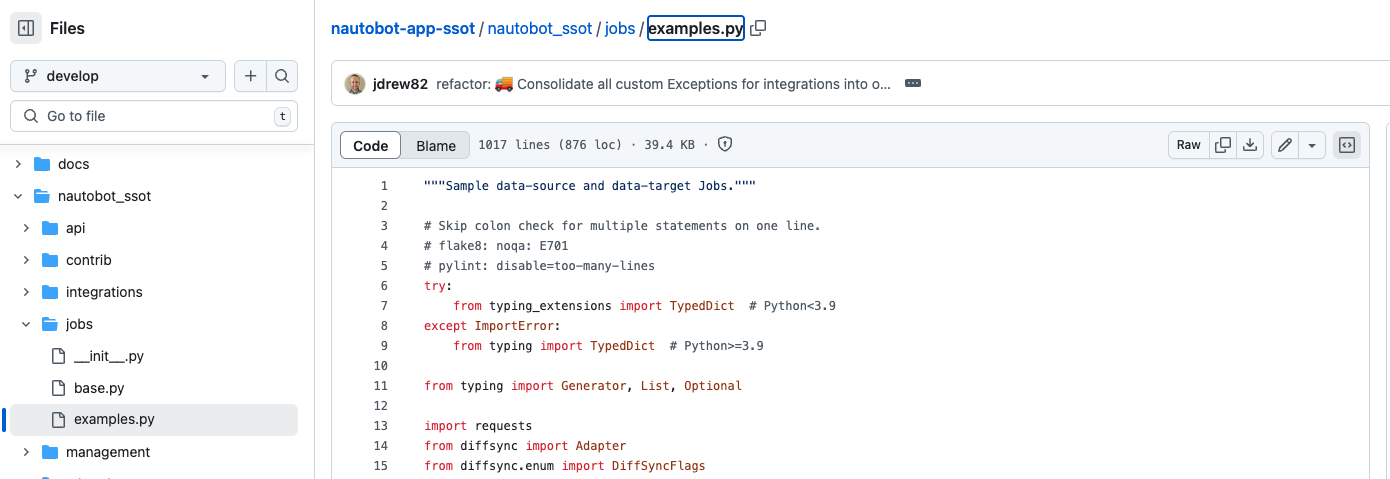 Files
develop
Go to file
t
docs
nautobot_ssot
api
contrib
integrations
jobs
__init__.py
base.py
examples.py
management
nautobot-app-ssot / nautobot_ssot / jobs / examples.py
jdrew82 refactor: 🚚 Consolidate all custom Exceptions for integrations into o...
Code Blame 1017 lines (876 loc) · 39.4 KB · Raw
1 """Sample data-source and data-target Jobs."""
2
3 # Skip colon check for multiple statements on one line.
4 # flake8: noqa: E701
5 # pylint: disable=too-many-lines
6 try:
7     from typing_extensions import TypedDict  # Python<3.9
8 except ImportError:
9     from typing import TypedDict  # Python>=3.9
10
11 from typing import Generator, List, Optional
12
13 import requests
14 from diffsync import Adapter
15 from diffsync.enum import DiffSyncFlags